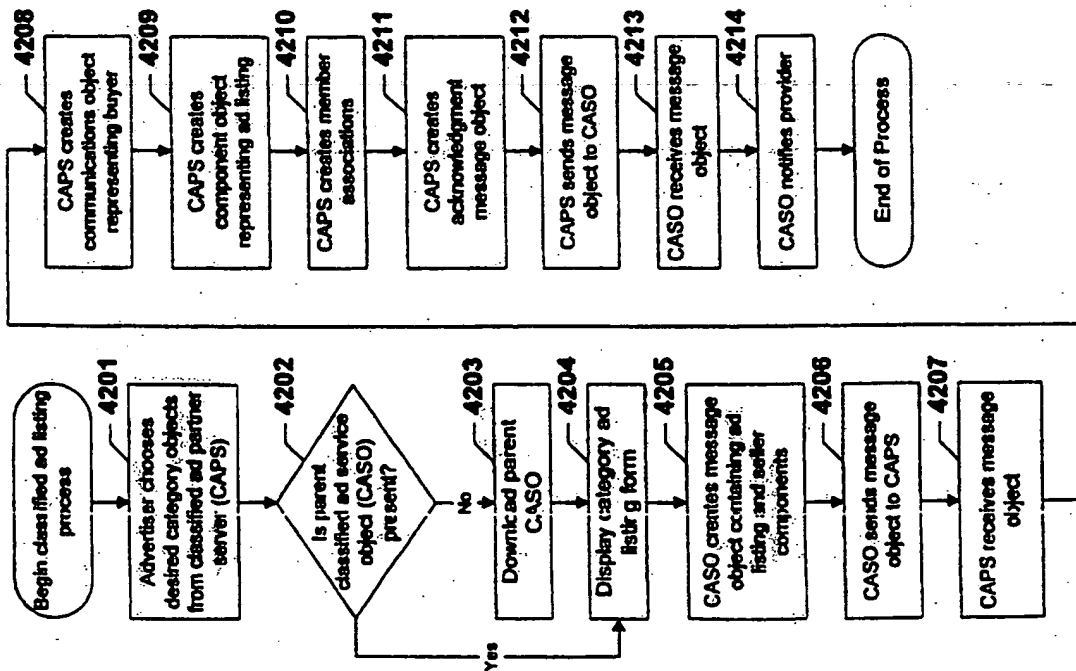 Begin classified ad listing
process
4201
Advertiser chooses
desired category objects
from classified ad partner
server (CAPS)
4202
Is parent
classified ad service
object (CASO)
present?
No
Yes
4203
Download parent
CASO
4204
Display category ad
listing form
4205
CASO creates message
object containing ad
listing and seller
components
4206
CASO sends message
object to CAPS
4207
CAPS receives message
object
4208
CAPS creates
communications object
representing buyer
4209
CAPS creates
component object
representing ad listing
4210
CAPS creates member
associations
4211
CAPS creates
acknowledgment
message object
4212
CAPS sends message
object to CASO
4213
CASO receives message
object
4214
CASO notifies provider
End of Process